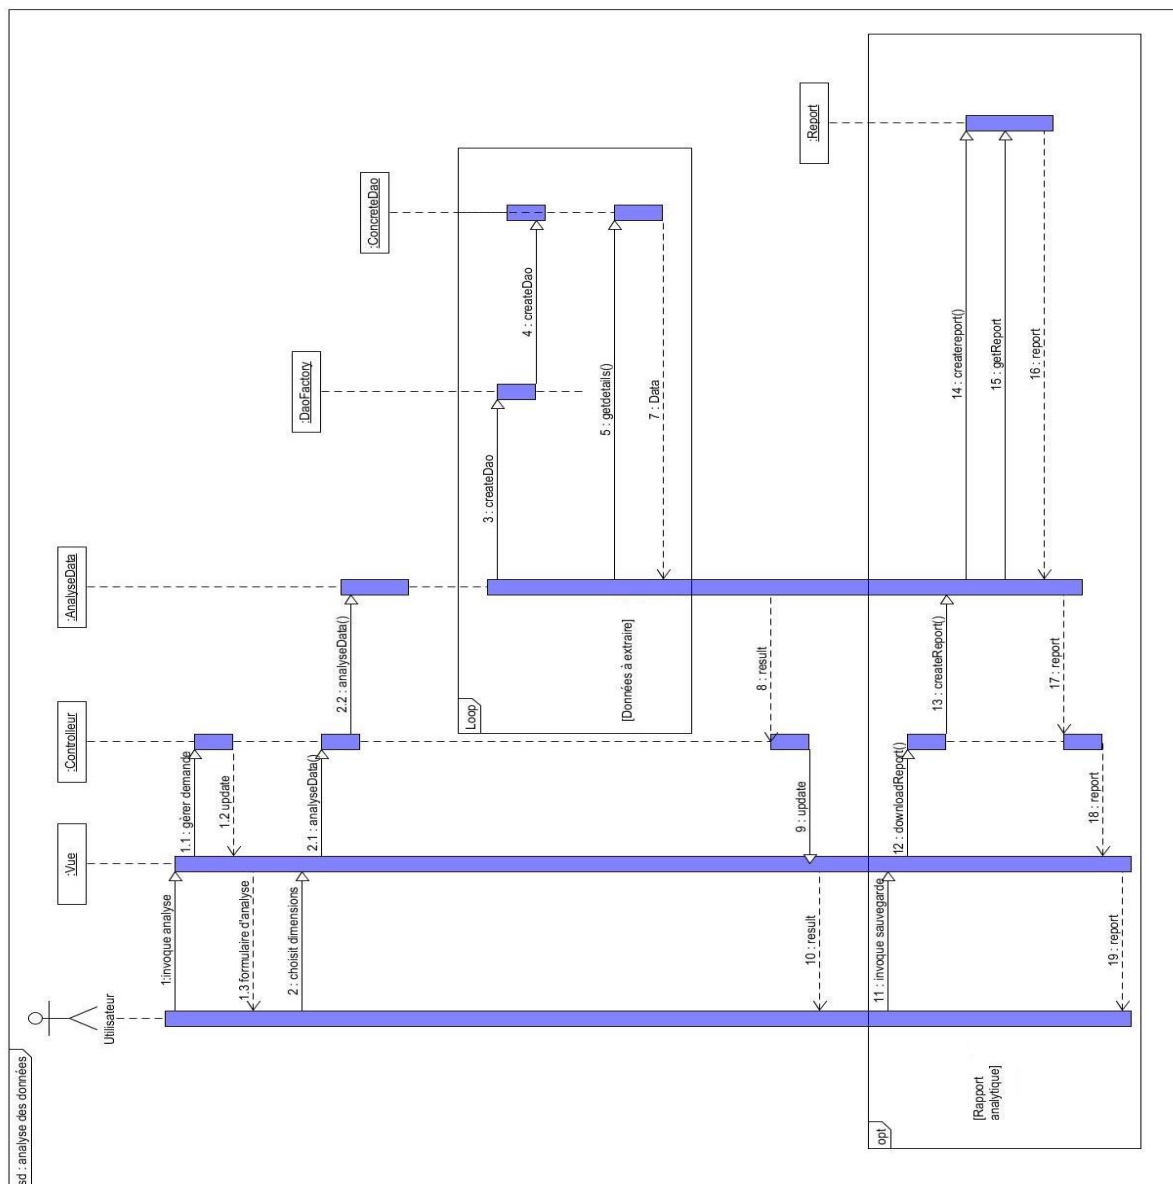 sd : analyse des données
Utilisateur
:Vue
:Controlleur
:AnalyseData
:DaoFactory
:ConcreteDao
:Report
1:invoque analyse
1.1 : gérer demande
1.2 update
1.3 formulaire d'analyse
2 : choisit dimensions
2.1 : analyseData()
2.2 : analyseData()
Loop
[Données à extraire]
3 : createDao
4 : createDao
5 : getdetails()
7 : Data
8 : result
9 : update
10 : result
opt
[Rapport
analytique]
11 : invoque sauvegarde
12 : downloadReport()
13 : createReport()
14 : createreport()
15 : getReport
16 : report
17 : report
18 : report
19 : report